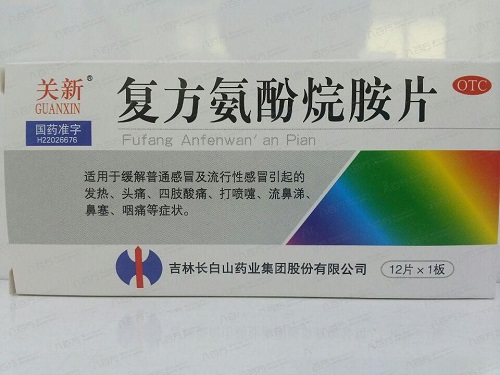 关新®
GUANXIN
国药准字
H22026676
复方氨酚烷胺片
OTC
Fufang Anfenwan' an Pian
适用于缓解普通感冒及流行性感冒引起的
发热、头痛、四肢酸痛、打喷嚏、流鼻涕、
鼻塞、咽痛等症状。
吉林长白山药业集团股份有限公司
12片×1板